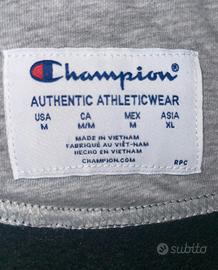 Champion®
AUTHENTIC ATHLETICWEAR
USA CA MEX ASIA
M M/M M XL
MADE IN VIETNAM
FABRIQUÉ AU VIÊT-NAM
HECHO EN VIETNAM
CHAMPION.COM
RPC
subito